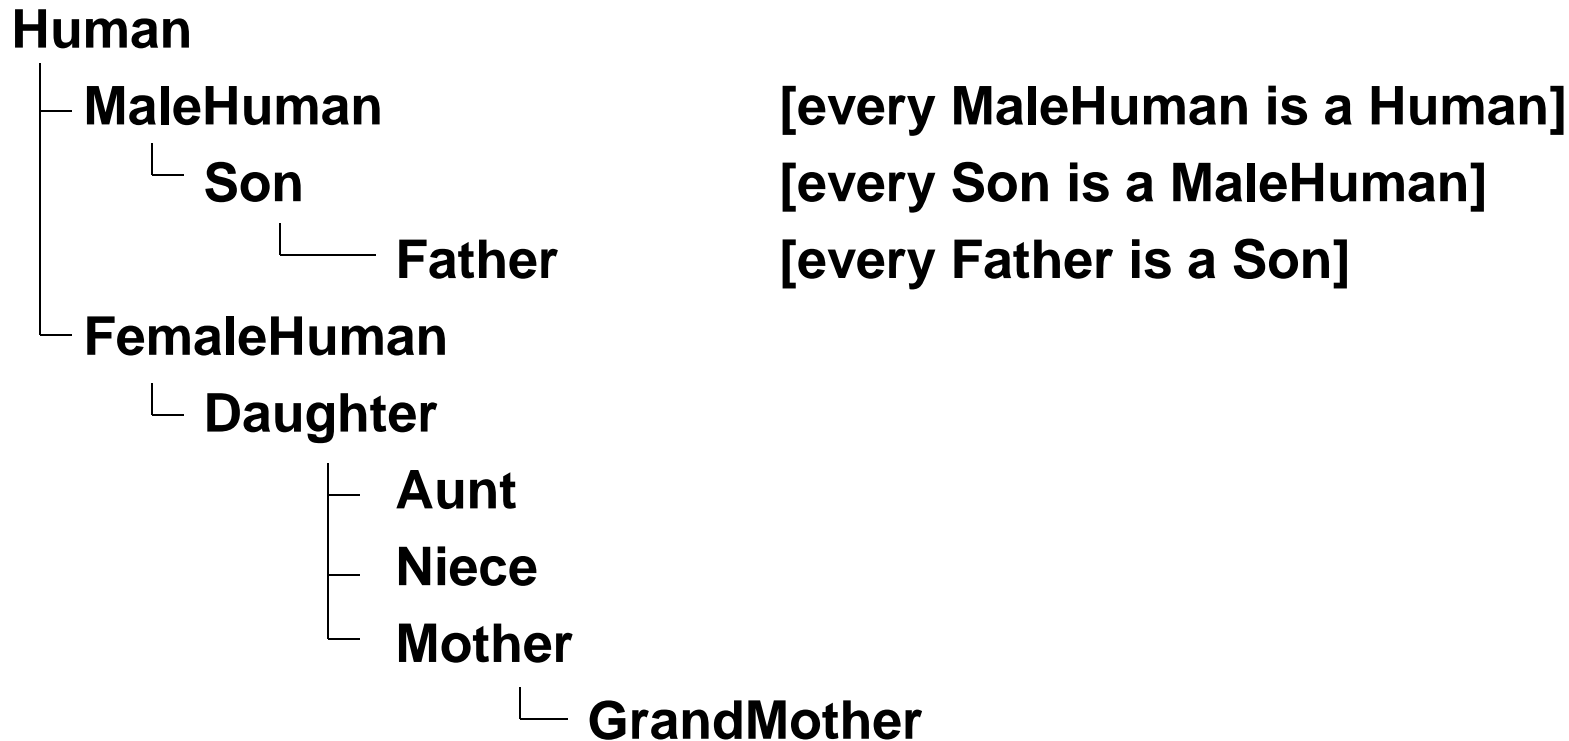 Human
MaleHuman [every MaleHuman is a Human]
Son [every Son is a MaleHuman]
Father [every Father is a Son]
FemaleHuman
Daughter
Aunt
Niece
Mother
GrandMother